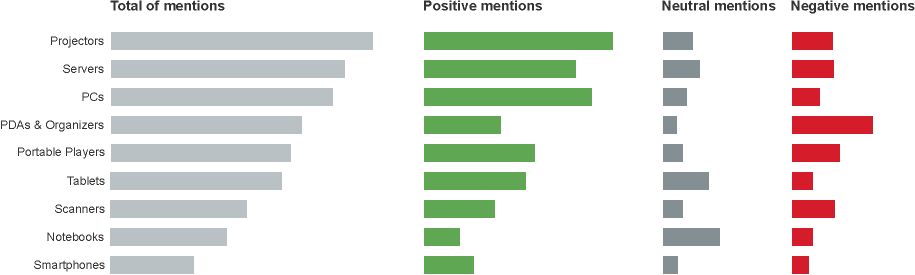 Total of mentions Positive mentions Neutral mentions Negative mentions
Projectors
Servers
PCs
PDAs & Organizers
Portable Players
Tablets
Scanners
Notebooks
Smartphones